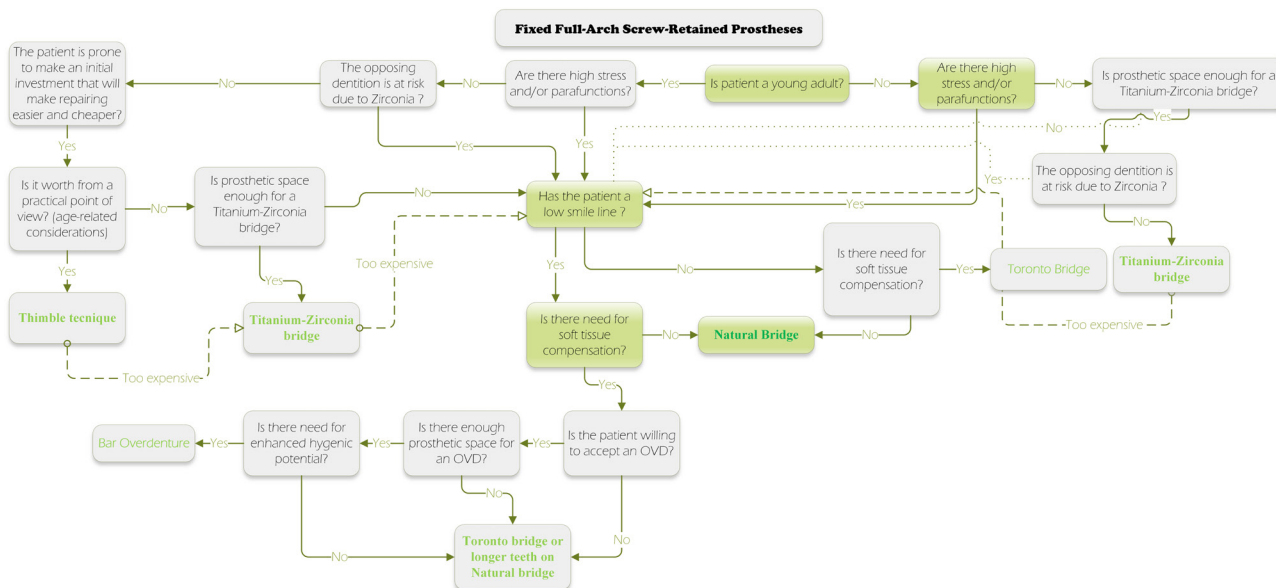 Fixed Full-Arch Screw-Retained Prostheses
The patient is prone
to make an initial
investment that will
make repairing
easier and cheaper?
No
The opposing
dentition is at risk
due to Zirconia ?
No
Are there high stress
and/or parafunctions?
Yes
Is patient a young adult?
No
Are there high
stress and/or
parafunctions?
No
Is prosthetic space enough for a
Titanium-Zirconia bridge?
Yes
Yes
Yes
No
Yes
Yes
The opposing dentition is
at risk due to Zirconia ?
Is it worth from a
practical point of
view? (age-related
considerations)
No
Is prosthetic space
enough for a
Titanium-Zirconia
bridge?
No
Has the patient a
low smile line ?
Yes
No
Yes
Yes
Too expensive
Yes
No
Is there need for
soft tissue
compensation?
Yes
Toronto Bridge
Titanium-Zirconia
bridge
Thimble tecnique
Titanium-Zirconia
bridge
Is there need for
soft tissue
compensation?
No
Natural Bridge
No
Too expensive
Too expensive
Yes
Bar Overdenture
Yes
Is there need for
enhanced hygenic
potential?
Yes
Is there enough
prosthetic space for
an OVD?
Yes
Is the patient willing
to accept an OVD?
No
No
No
Toronto bridge or
longer teeth on
Natural bridge